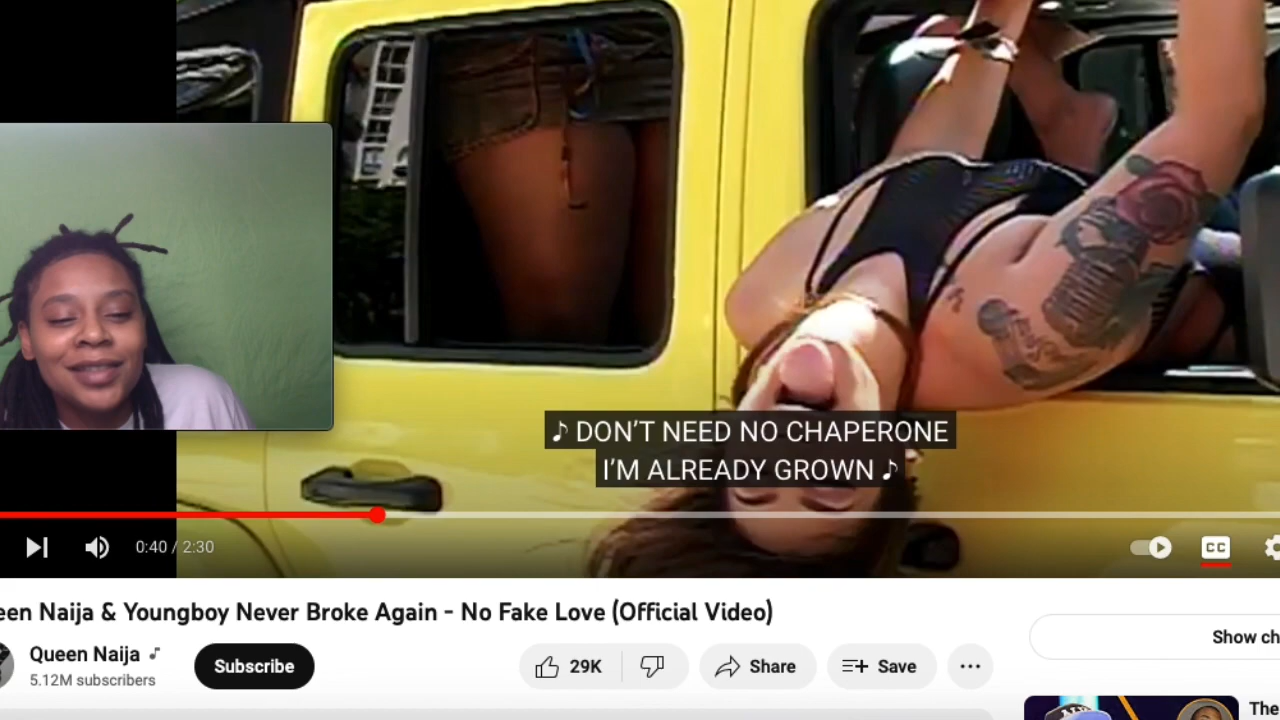 ♪ DON'T NEED NO CHAPERONE
I'M ALREADY GROWN ♪
0:40 / 2:30
CC
een Naija & Youngboy Never Broke Again - No Fake Love (Official Video)
Queen Naija ♪
5.12M subscribers
Subscribe
29K
Share
Save
Show ch
The